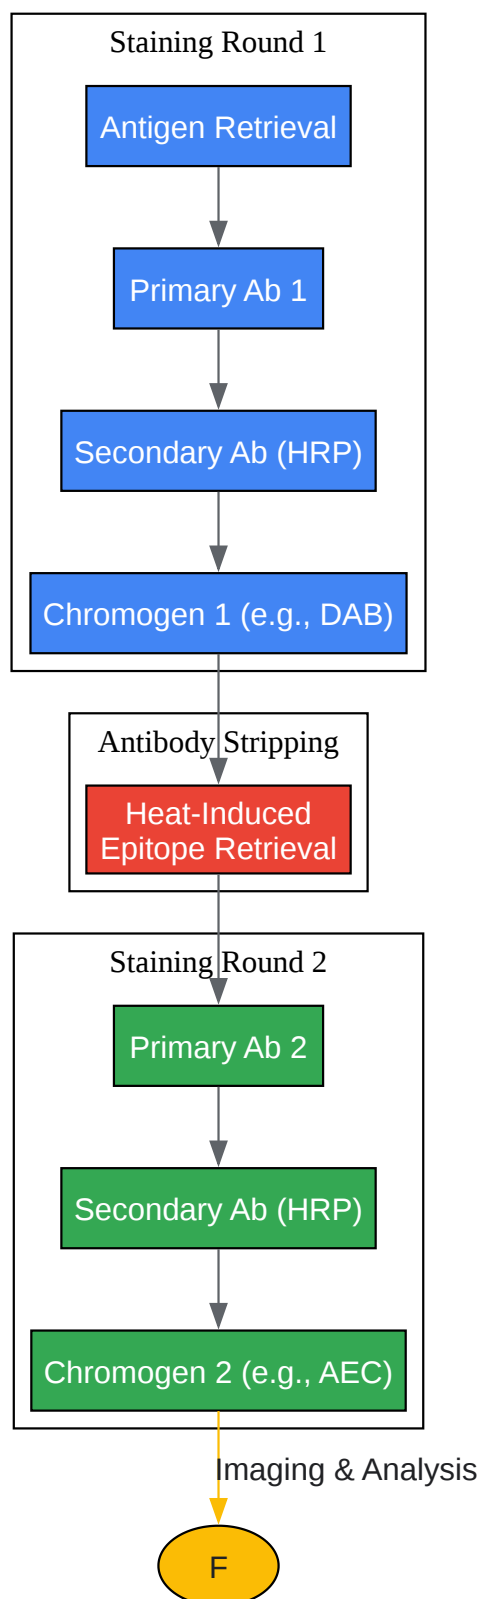 Staining Round 1
Antigen Retrieval
Primary Ab 1
Secondary Ab (HRP)
Chromogen 1 (e.g., DAB)
Antibody Stripping
Heat-Induced
Epitope Retrieval
Staining Round 2
Primary Ab 2
Secondary Ab (HRP)
Chromogen 2 (e.g., AEC)
Imaging & Analysis
F